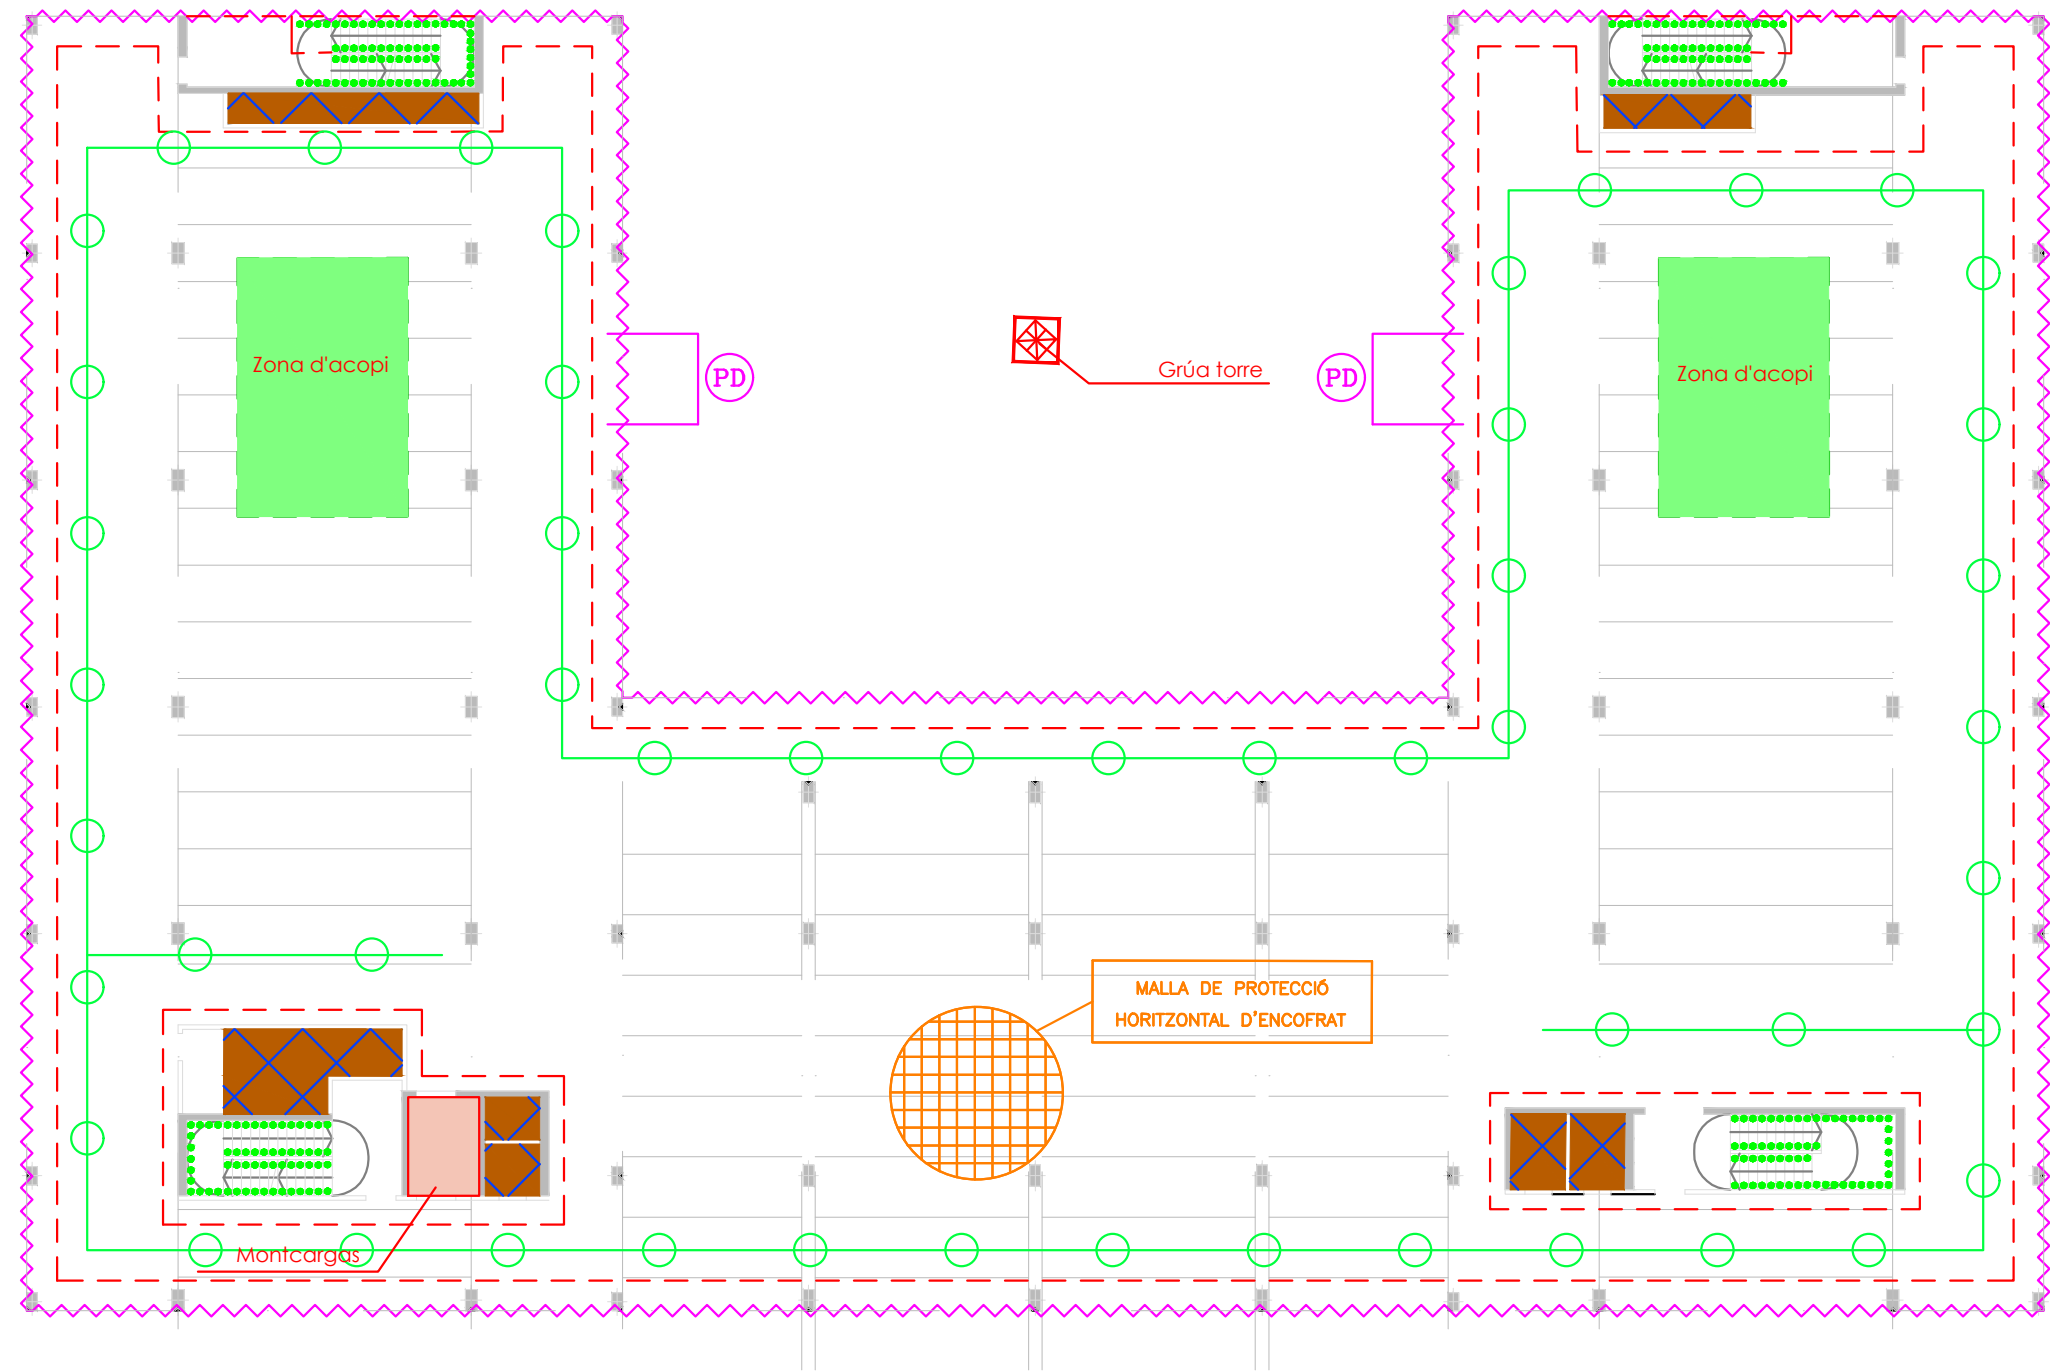 Zona d'acopi
Grúa torre
Zona d'acopi
PD
PD
MALLA DE PROTECCIÓ
HORITZONTAL D'ENCOFRAT
Montcargas